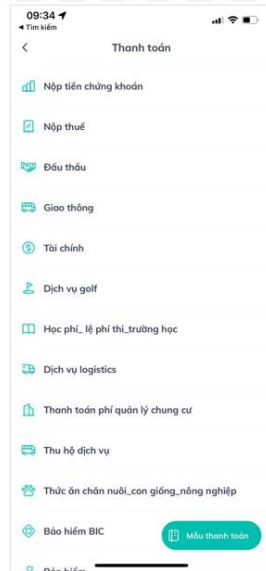 09:34
◄ Tìm kiếm
Thanh toán
Nộp tiền chứng khoán
Nộp thuế
Đấu thầu
Giao thông
Tài chính
Dịch vụ golf
Học phí_ lệ phí thi_trường học
Dịch vụ logistics
Thanh toán phí quản lý chung cư
Thu hộ dịch vụ
Thức ăn chăn nuôi_con giống_nông nghiệp
Bảo hiểm BIC
Mẫu thanh toán
Bảo hiểm